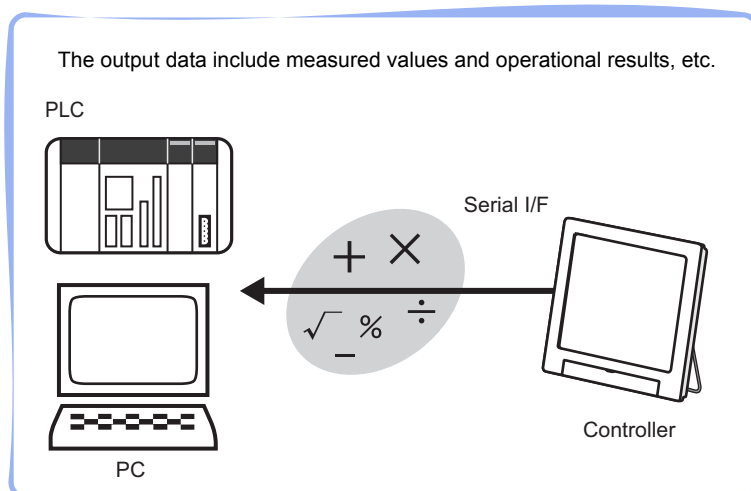 The output data include measured values and operational results, etc.
PLC
Serial I/F
+ ×
√ % ÷
−
Controller
PC